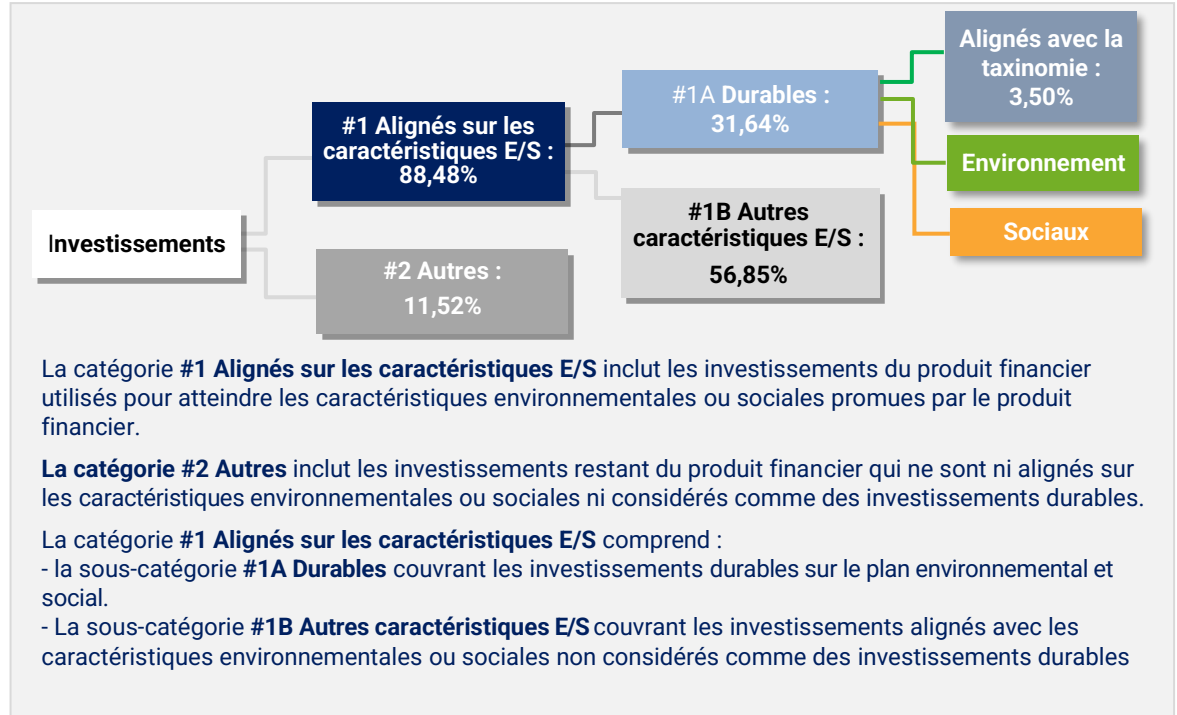 Alignés avec la
taxinomie :
3,50%
#1A Durables :
31,64%
#1 Alignés sur les
caractéristiques E/S :
88,48%
Environnement
#1B Autres
caractéristiques E/S :
56,85%
Sociaux
Investissements
#2 Autres :
11,52%
La catégorie #1 Alignés sur les caractéristiques E/S inclut les investissements du produit financier
utilisés pour atteindre les caractéristiques environnementales ou sociales promues par le produit
financier.
La catégorie #2 Autres inclut les investissements restant du produit financier qui ne sont ni alignés sur
les caractéristiques environnementales ou sociales ni considérés comme des investissements durables.
La catégorie #1 Alignés sur les caractéristiques E/S comprend :
- la sous-catégorie #1A Durables couvrant les investissements durables sur le plan environnemental et
social.
- La sous-catégorie #1B Autres caractéristiques E/S couvrant les investissements alignés avec les
caractéristiques environnementales ou sociales non considérés comme des investissements durables